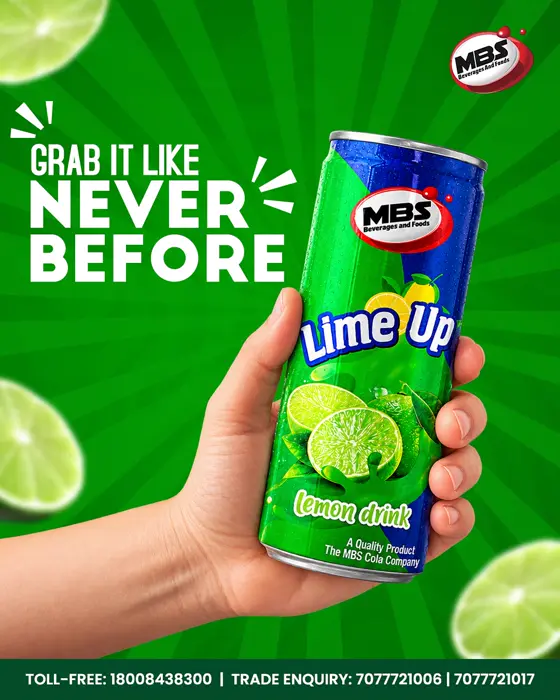 MBS
Beverages And Foods
GRAB IT LIKE
NEVER
BEFORE
MBS
Beverages and Foods
Lime Up
lemon drink
A Quality Product
The MBS Cola Company
TOLL-FREE: 18008438300 | TRADE ENQUIRY: 7077721006 | 7077721017